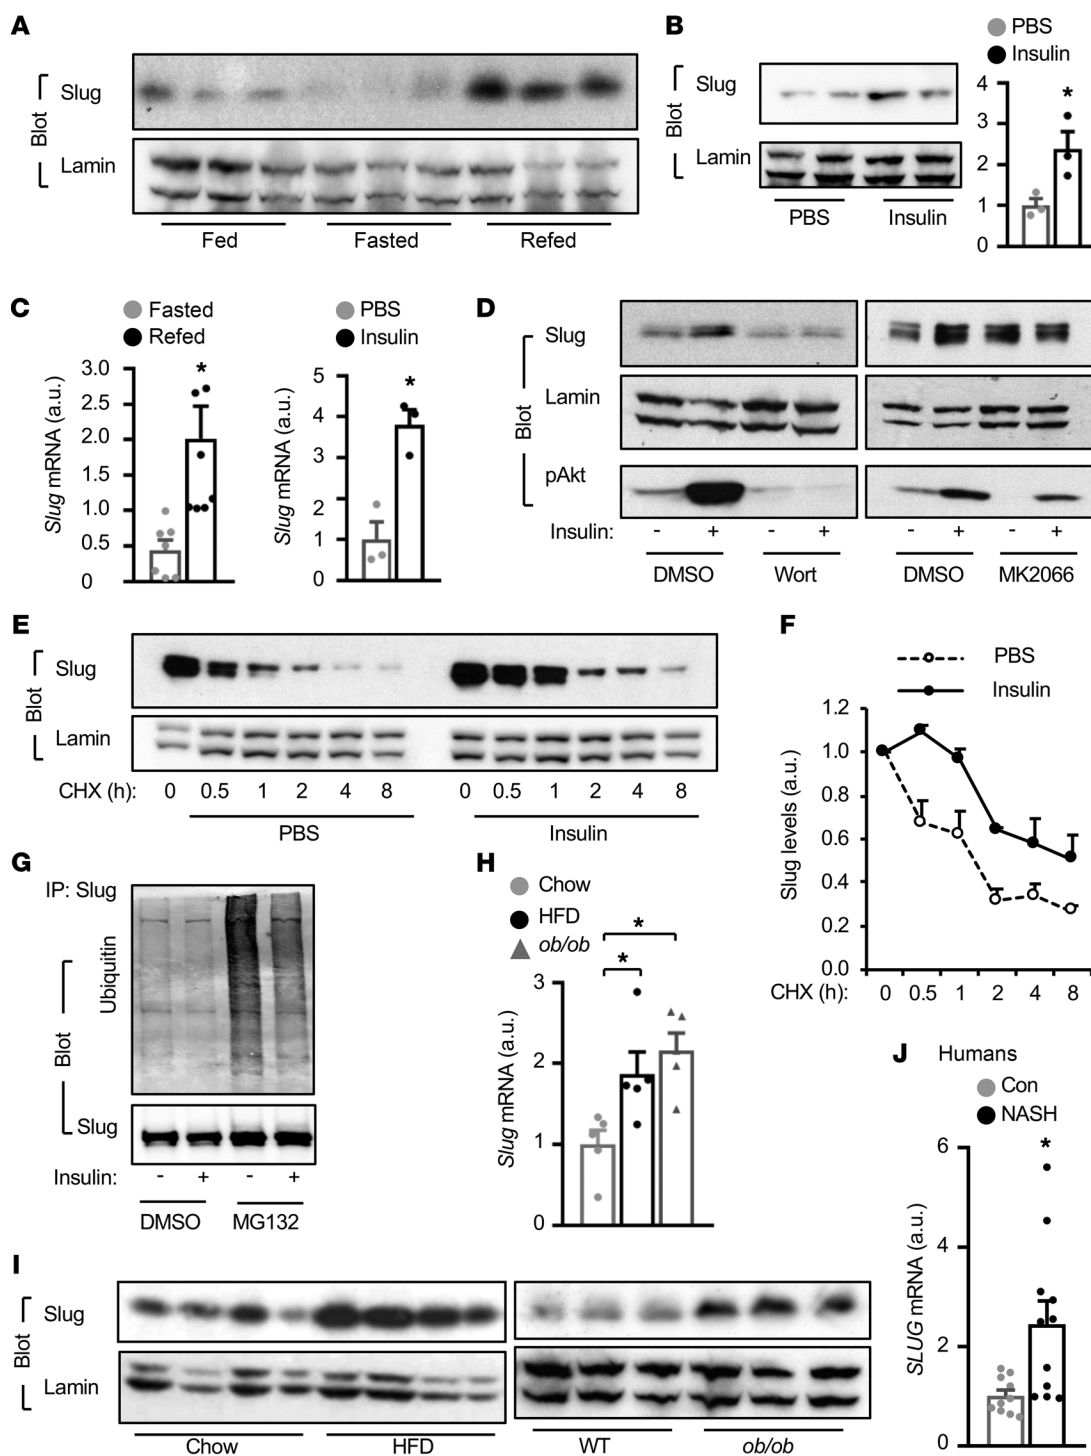 A
Blot
Slug
Lamin
Fed Fasted Refed
B
PBS
Insulin
Blot
Slug
Lamin
PBS Insulin
4
3
2
1
0
*
C
Fasted
Refed
Slug mRNA (a.u.)
3.0
2.5
2.0
1.5
1.0
0.5
0
*
PBS
Insulin
Slug mRNA (a.u.)
5
4
3
2
1
0
*
D
Blot
Slug
Lamin
pAkt
Insulin: - + - + - + - +
DMSO Wort DMSO MK2066
E
Blot
Slug
Lamin
CHX (h): 0 0.5 1 2 4 8 0 0.5 1 2 4 8
PBS Insulin
F
PBS
Insulin
Slug levels (a.u.)
1.2
1.0
0.8
0.6
0.4
0.2
0.0
CHX (h): 0 0.5 1 2 4 8
G
IP: Slug
Ubiquitin
Blot
Slug
Insulin: - + - +
DMSO MG132
H
Chow
HFD
ob/ob
*
*
Slug mRNA (a.u.)
3
2
1
0
I
Blot
Slug
Lamin
Chow HFD WT ob/ob
J Humans
Con
NASH
*
SLUG mRNA (a.u.)
6
4
2
0